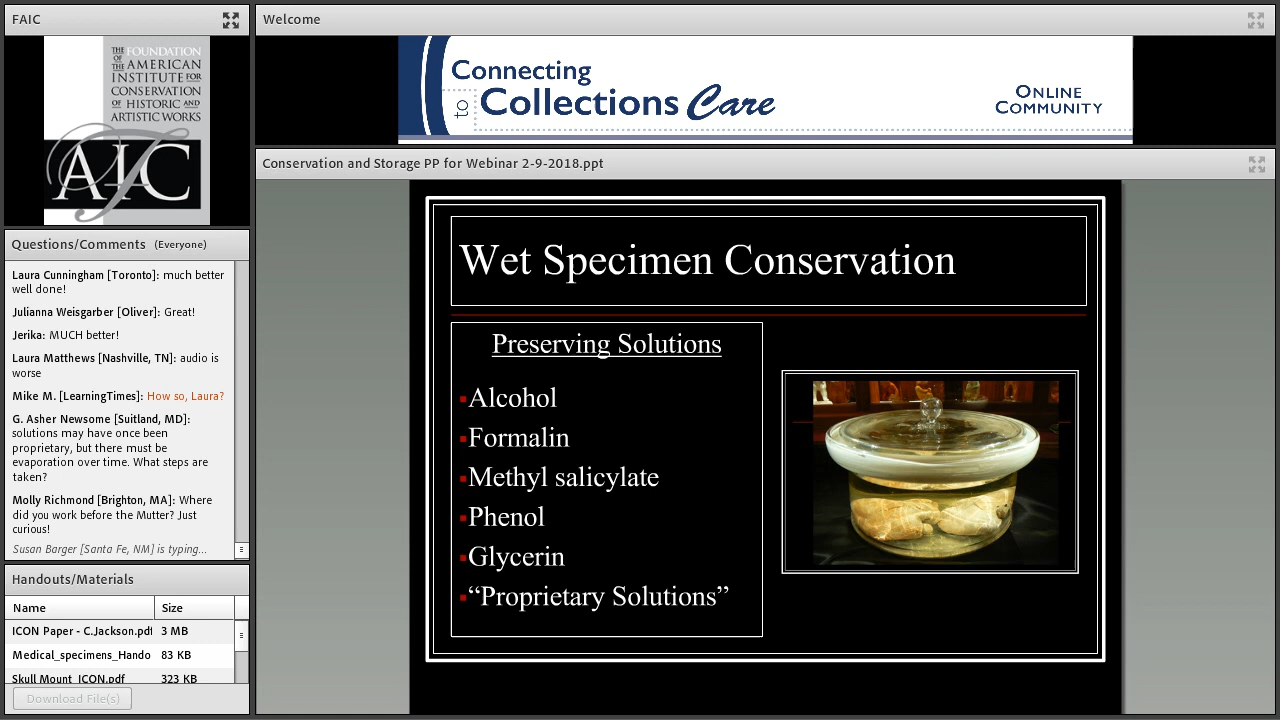 FAIC
THE FOUNDATION
OF THE AMERICAN
INSTITUTE FOR
CONSERVATION
OF HISTORIC AND
ARTISTIC WORKS
AIC
Questions/Comments (Everyone)
Laura Cunningham [Toronto]: much better
well done!
Julianna Weisgarber [Oliver]: Great!
Jerika: MUCH better!
Laura Matthews [Nashville, TN]: audio is
worse
Mike M. [LearningTimes]: How so, Laura?
G. Asher Newsome [Suitland, MD]:
solutions may have once been
proprietary, but there must be
evaporation over time. What steps are
taken?
Molly Richmond [Brighton, MA]: Where
did you work before the Mutter? Just
curious!
Susan Barger [Santa Fe, NM] is typing...
Handouts/Materials
Name Size
ICON Paper - C.Jackson.pdf 3 MB
Medical_specimens_Hando 83 KB
Skull Mount_ICON.pdf 323 KB
Download File(s)
Welcome
Connecting
to Collections Care
ONLINE
COMMUNITY
Conservation and Storage PP for Webinar 2-9-2018.ppt
Wet Specimen Conservation
Preserving Solutions
▪Alcohol
▪Formalin
▪Methyl salicylate
▪Phenol
▪Glycerin
▪“Proprietary Solutions”